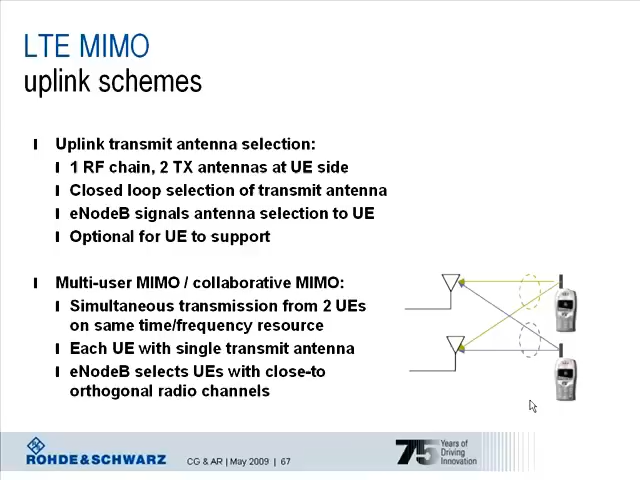 LTE MIMO
uplink schemes
Uplink transmit antenna selection:
1 RF chain, 2 TX antennas at UE side
Closed loop selection of transmit antenna
eNodeB signals antenna selection to UE
Optional for UE to support
Multi-user MIMO / collaborative MIMO:
Simultaneous transmission from 2 UEs
on same time/frequency resource
Each UE with single transmit antenna
eNodeB selects UEs with close-to
orthogonal radio channels
ROHDE&SCHWARZ
CG & AR | May 2009 | 67
75 Years of
Driving
Innovation